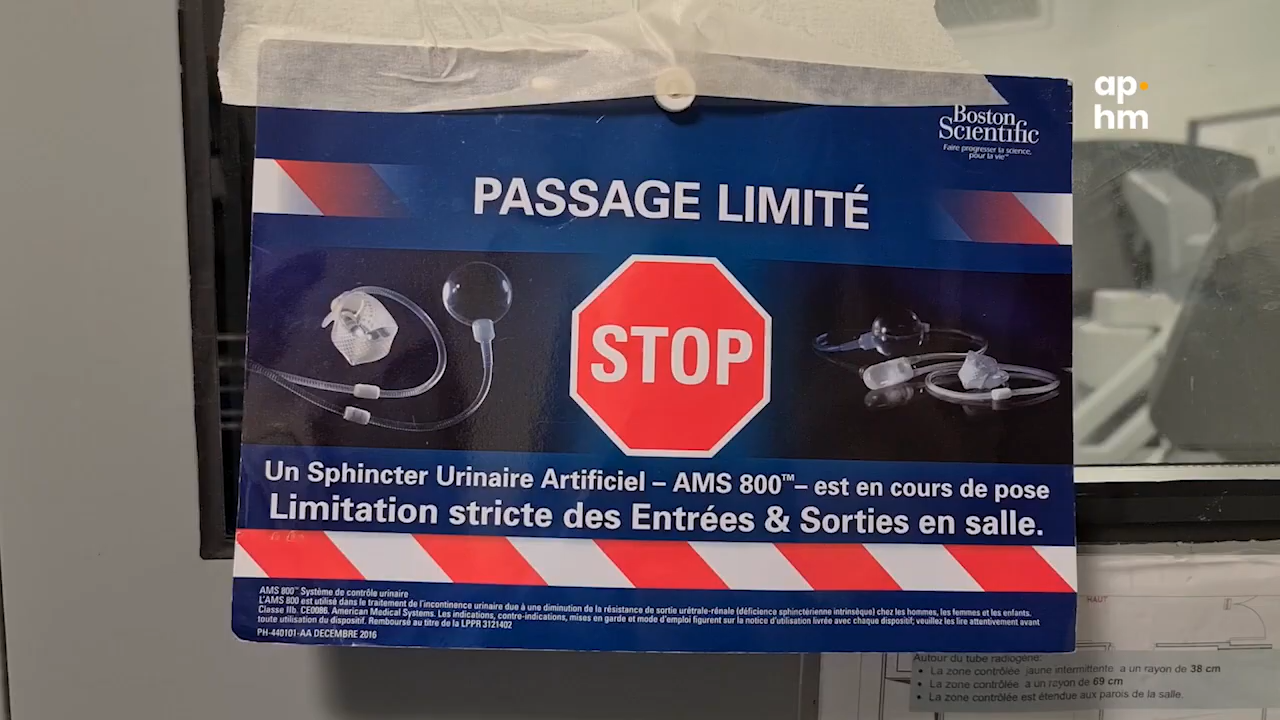 ap.
hm
Boston
Scientific
Faire progresser la science,
pour la vie™
PASSAGE LIMITÉ
STOP
Un Sphincter Urinaire Artificiel – AMS 800™– est en cours de pose
Limitation stricte des Entrées & Sorties en salle.
AMS 800™ Système de contrôle urinaire
L'AMS 800 est utilisé dans le traitement de l'incontinence urinaire due à une diminution de la résistance de sortie urétrale-rénale (déficience sphinctérienne intrinsèque) chez les hommes, les femmes et les enfants.
Classe IIb. CE0086. American Medical Systems. Les indications, contre-indications, mises en garde et mode d'emploi figurent sur la notice d'utilisation livrée avec chaque dispositif; veuillez les lire attentivement avant
toute utilisation du dispositif. Remboursé au titre de la LPPR 3121402
PH-440101-AA DECEMBRE 2016
HAUT
Autour du tube radiogène:
• La zone contrôlée jaune intermittente a un rayon de 38 cm
• La zone contrôlée a un rayon de 69 cm
• La zone contrôlée est étendue aux parois de la salle.